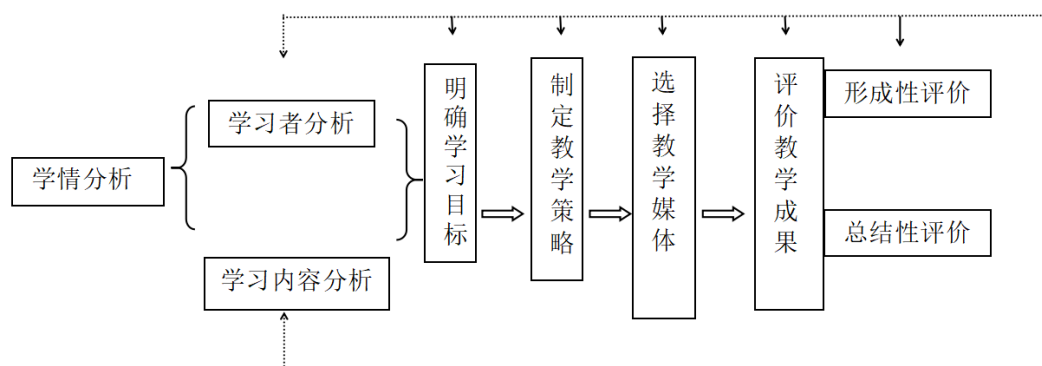 学情分析
学习者分析
学习内容分析
明确学习目标
制定教学策略
选择教学媒体
评价教学成果
形成性评价
总结性评价